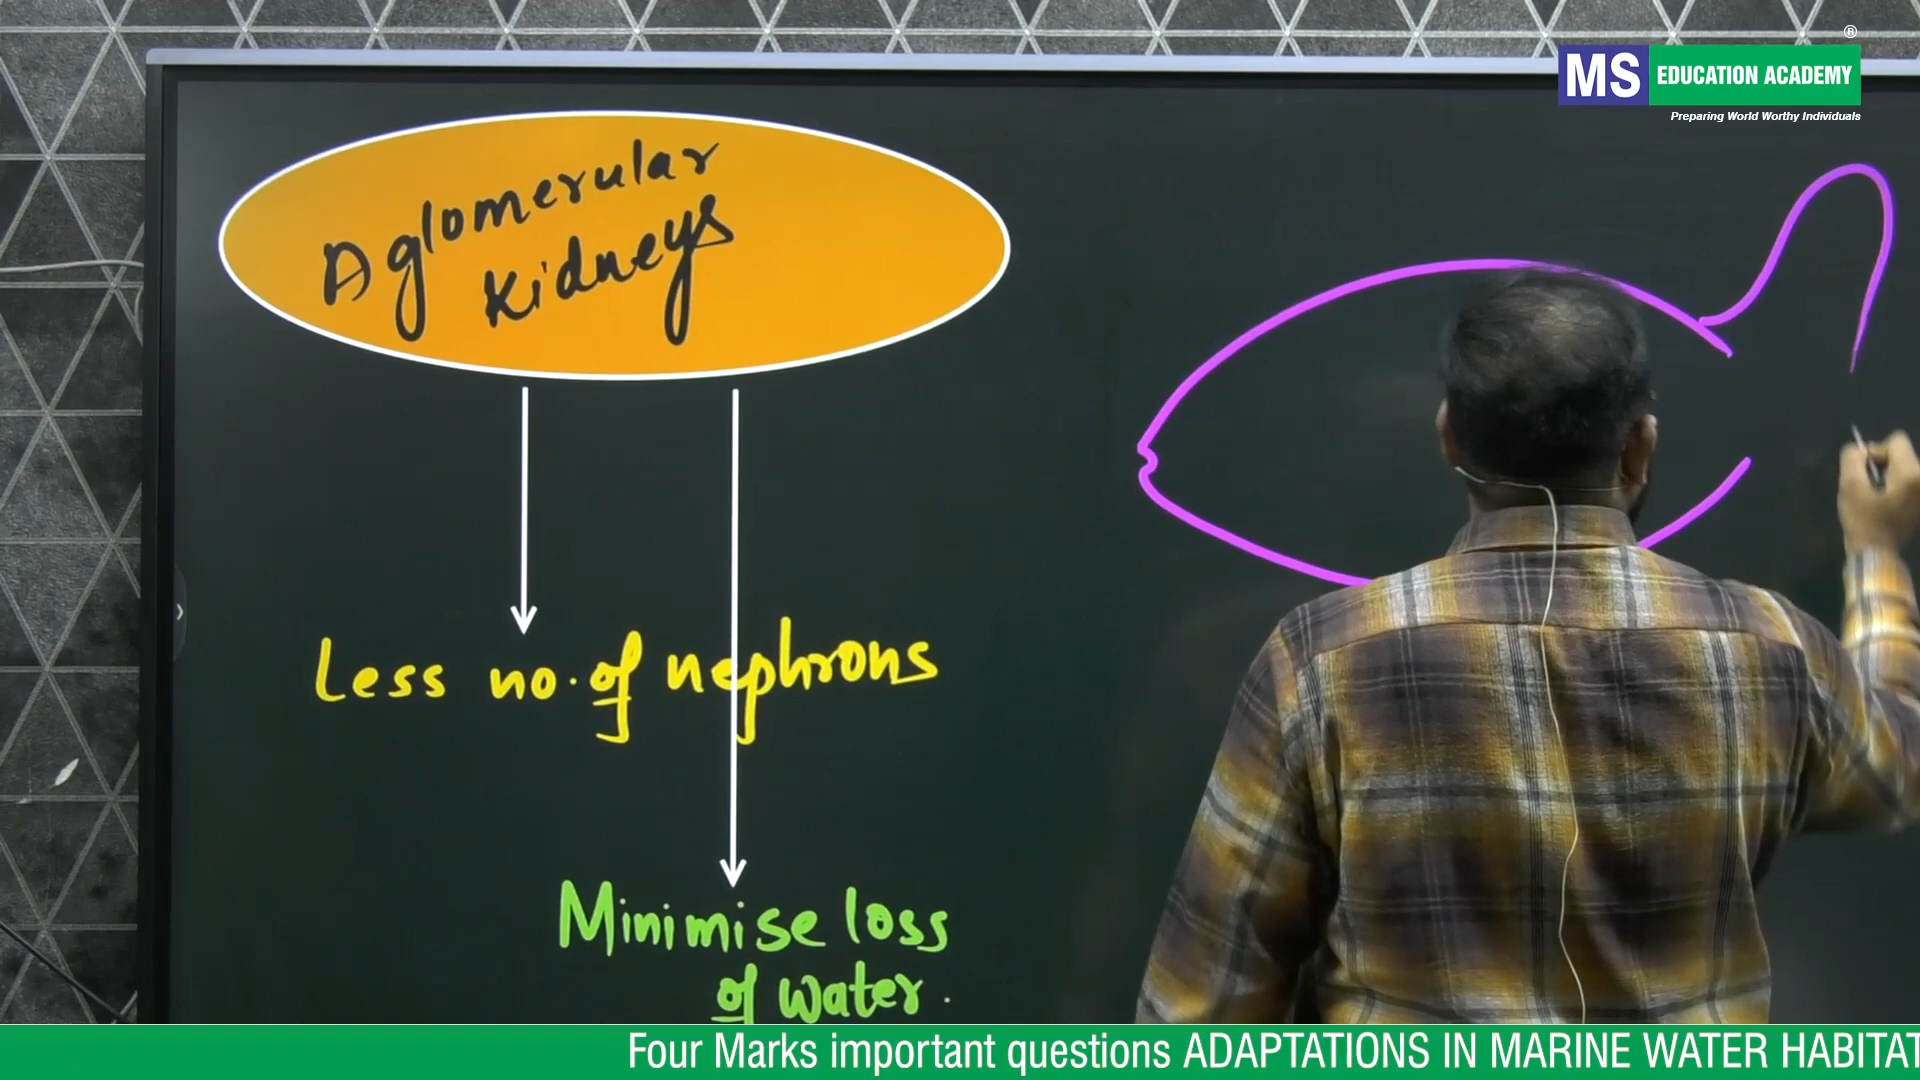 ®
MS EDUCATION ACADEMY
Preparing World Worthy Individuals
Aglomerular
Kidneys
Less no. of nephrons
Minimise loss
of water.
Four Marks important questions ADAPTATIONS IN MARINE WATER HABITAT